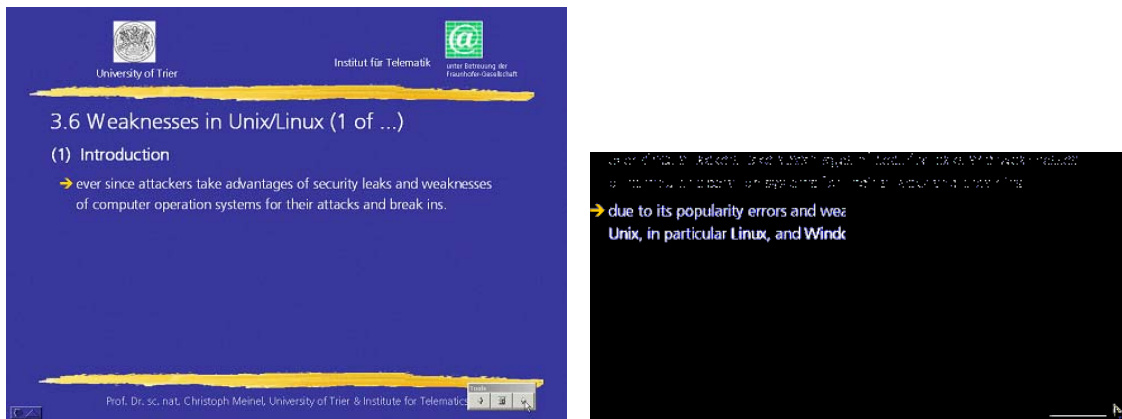 University of Trier
Institut für Telematik
unter Betreuung der
Fraunhofer-Gesellschaft
3.6 Weaknesses in Unix/Linux (1 of ...)
(1) Introduction
➔ ever since attackers take advantages of security leaks and weaknesses
of computer operation systems for their attacks and break ins.
Prof. Dr. sc. nat. Christoph Meinel, University of Trier & Institute for Telematics
Tools
➔ due to its popularity errors and wea
Unix, in particular Linux, and Windo